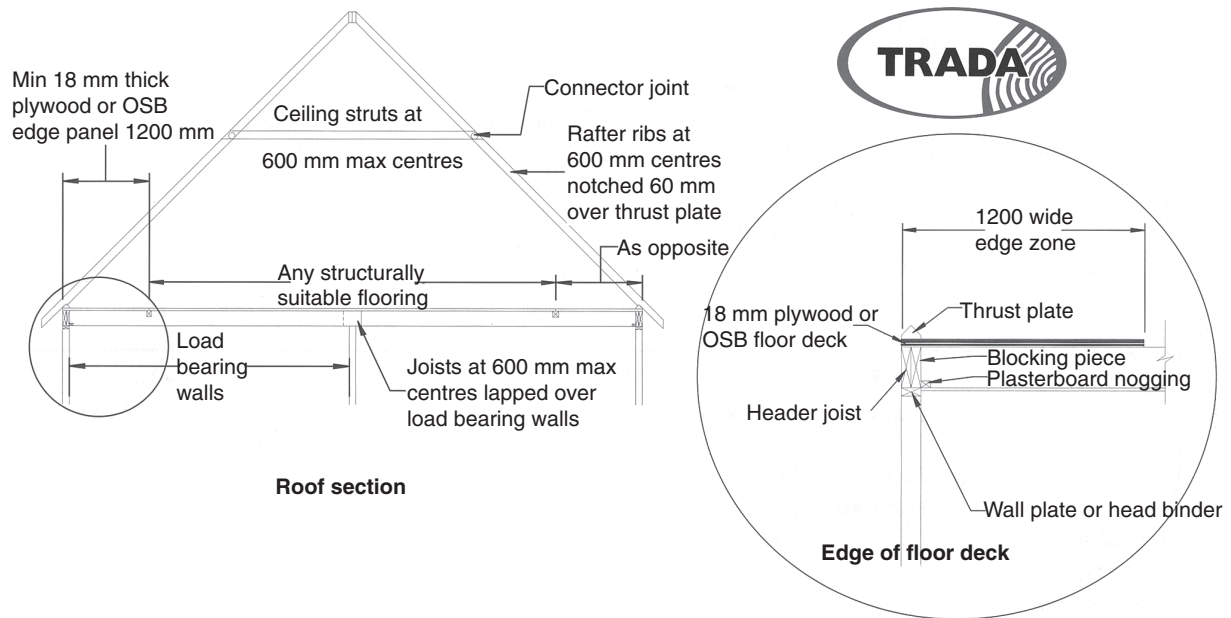 Min 18 mm thick
plywood or OSB
edge panel 1200 mm
Ceiling struts at
600 mm max centres
Connector joint
Rafter ribs at
600 mm centres
notched 60 mm
over thrust plate
As opposite
Any structurally
suitable flooring
Load
bearing
walls
Joists at 600 mm max
centres lapped over
load bearing walls
Roof section
TRADA
1200 wide
edge zone
Thrust plate
18 mm plywood or
OSB floor deck
Blocking piece
Plasterboard nogging
Header joist
Wall plate or head binder
Edge of floor deck